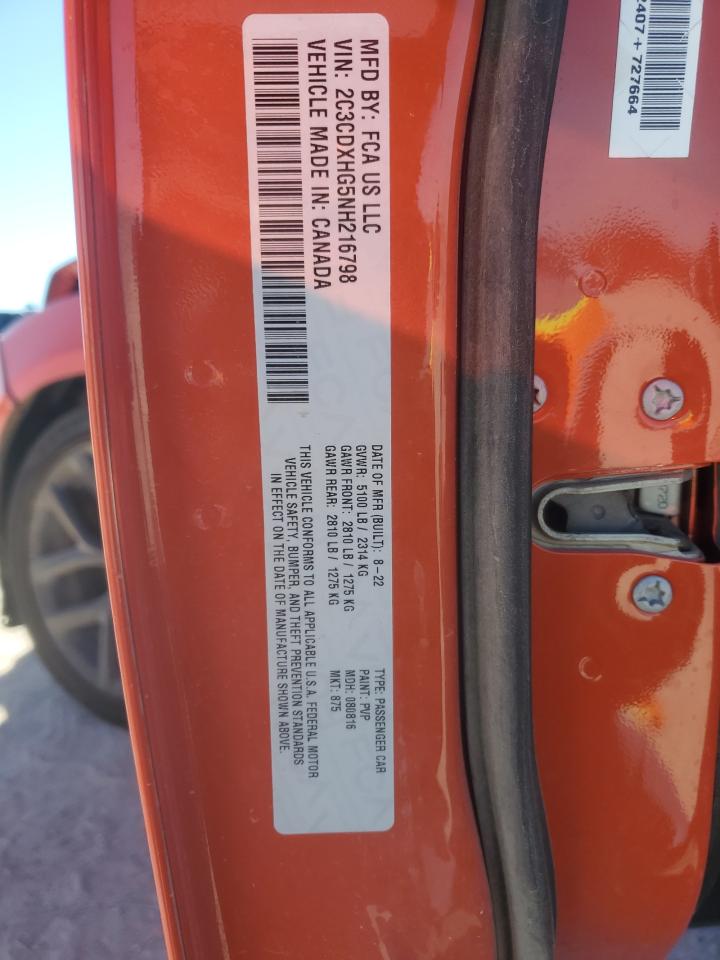 MFD BY: FCA US LLC
VIN: 2C3CDXHG5NH216798
VEHICLE MADE IN: CANADA
DATE OF MFR (BUILT): 8-22
GVWR: 5100 LB / 2314 KG
GAWR FRONT: 2810 LB / 1275 KG
GAWR REAR: 2810 LB / 1275 KG
TYPE: PASSENGER CAR
PAINT: PVP
MDH: 080816
MKT: 875
THIS VEHICLE CONFORMS TO ALL APPLICABLE U.S.A. FEDERAL MOTOR
VEHICLE SAFETY, BUMPER, AND THEFT PREVENTION STANDARDS
IN EFFECT ON THE DATE OF MANUFACTURE SHOWN ABOVE.
2407 + 727664